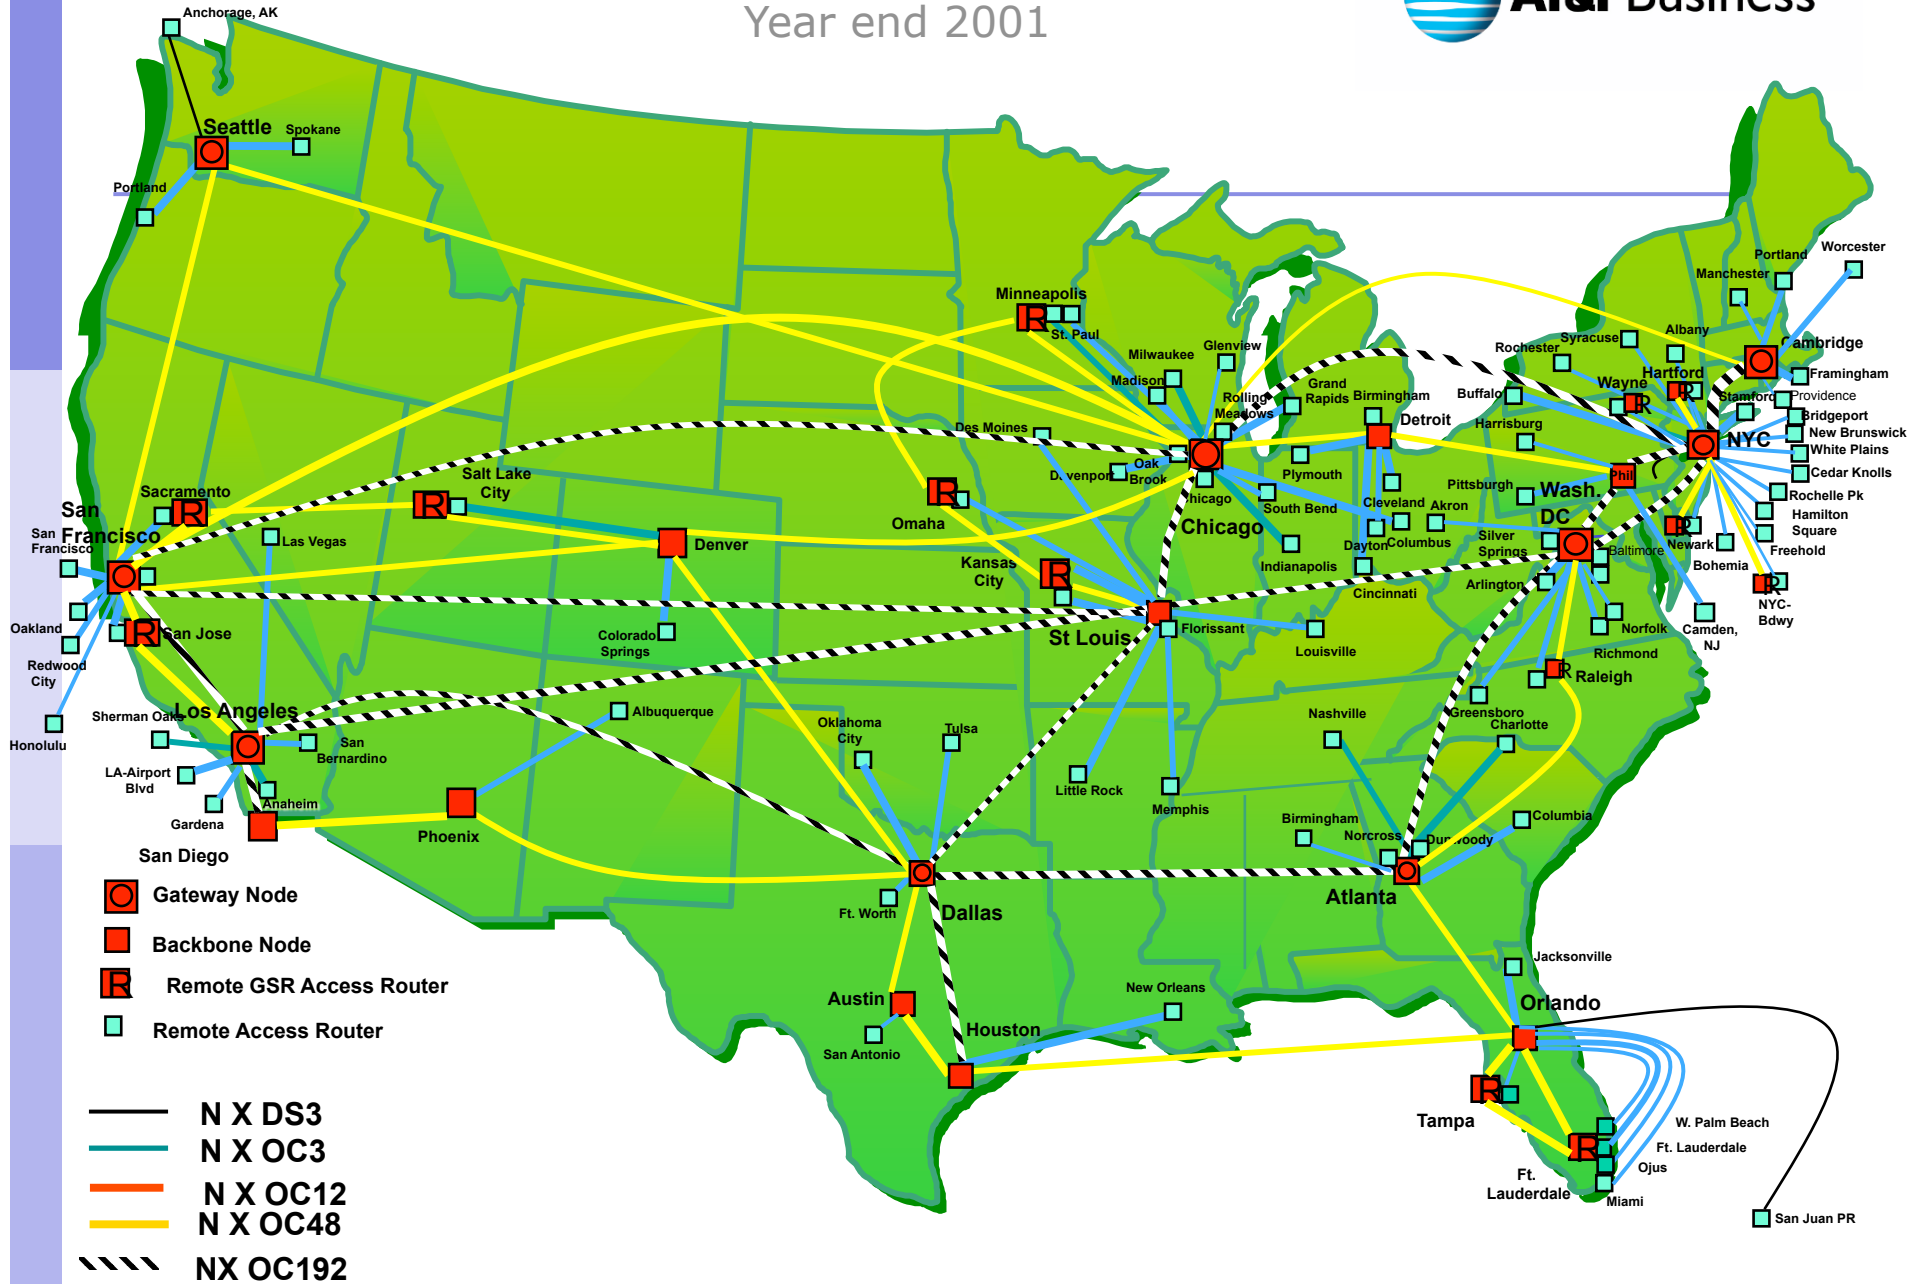 Year end 2001
AT&T Business
Anchorage, AK
Seattle
Spokane
Portland
Minneapolis
R
St. Paul
Milwaukee
Glenview
Madison
Rolling
Meadows
Grand
Rapids
Birmingham
Detroit
Des Moines
Davenport
Oak
Brook
Chicago
Chicago
Plymouth
South Bend
Indianapolis
Cleveland
Akron
Columbus
Dayton
Cincinnati
Portland
Worcester
Manchester
Albany
Syracuse
Rochester
Cambridge
Hartford
R
Wayne
R
Framingham
Buffalo
Stamford
Providence
Bridgeport
New Brunswick
White Plains
Cedar Knolls
Rochelle Pk
Hamilton
Square
Freehold
NYC
Harrisburg
Phil
Pittsburgh
Wash.
DC
Silver
Springs
Baltimore
Newark
R
Bohemia
R
NYC-
Bdwy
Camden,
NJ
Arlington
Norfolk
Richmond
R
Raleigh
Greensboro
Charlotte
Salt Lake
City
R
Sacramento
R
San
Francisco
San
Francisco
Las Vegas
Denver
Omaha
R
Kansas
City
R
Oakland
Redwood
City
R
San Jose
Honolulu
Colorado
Springs
St Louis
Florissant
Louisville
Los Angeles
Sherman Oaks
San
Bernardino
LA-Airport
Blvd
Gardena
Anaheim
San Diego
Phoenix
Albuquerque
Oklahoma
City
Tulsa
Little Rock
Memphis
Nashville
Birmingham
Norcross
Dunwoody
Columbia
Atlanta
Ft. Worth
Dallas
Austin
San Antonio
Houston
New Orleans
Jacksonville
Orlando
R
Tampa
R
Ft.
Lauderdale
W. Palm Beach
Ft. Lauderdale
Ojus
Miami
San Juan PR
Gateway Node
Backbone Node
R
Remote GSR Access Router
Remote Access Router
N X DS3
N X OC3
N X OC12
N X OC48
NX OC192